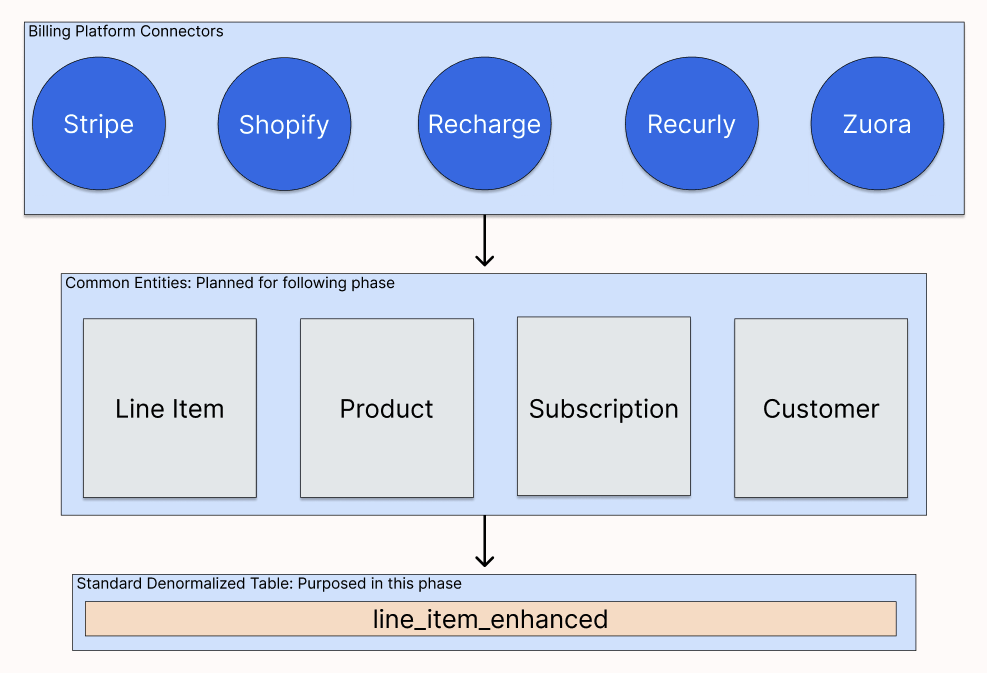 Billing Platform Connectors
Stripe
Shopify
Recharge
Recurly
Zuora
Common Entities: Planned for following phase
Line Item
Product
Subscription
Customer
Standard Denormalized Table: Purposed in this phase
line_item_enhanced